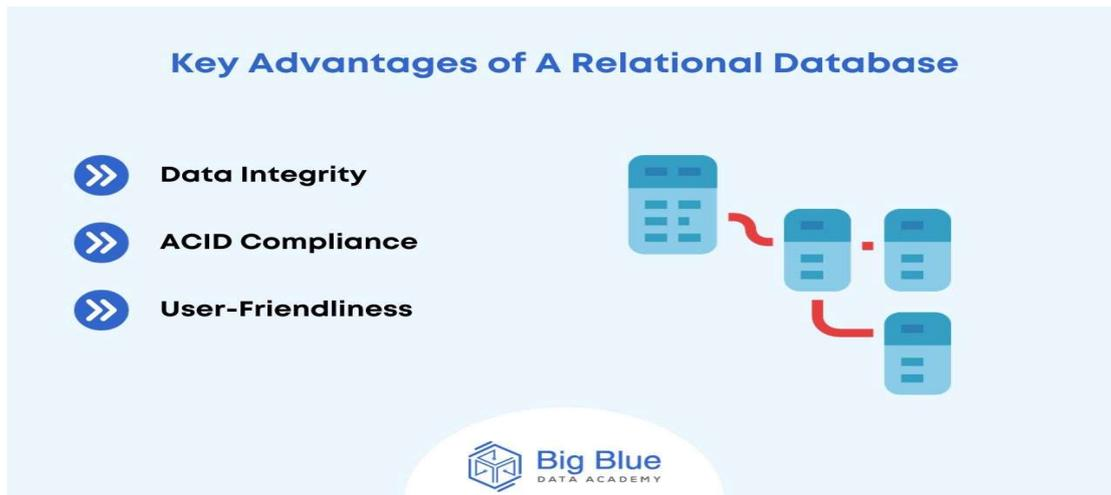 Key Advantages of A Relational Database
Data Integrity
ACID Compliance
User-Friendliness
Big Blue
DATA ACADEMY